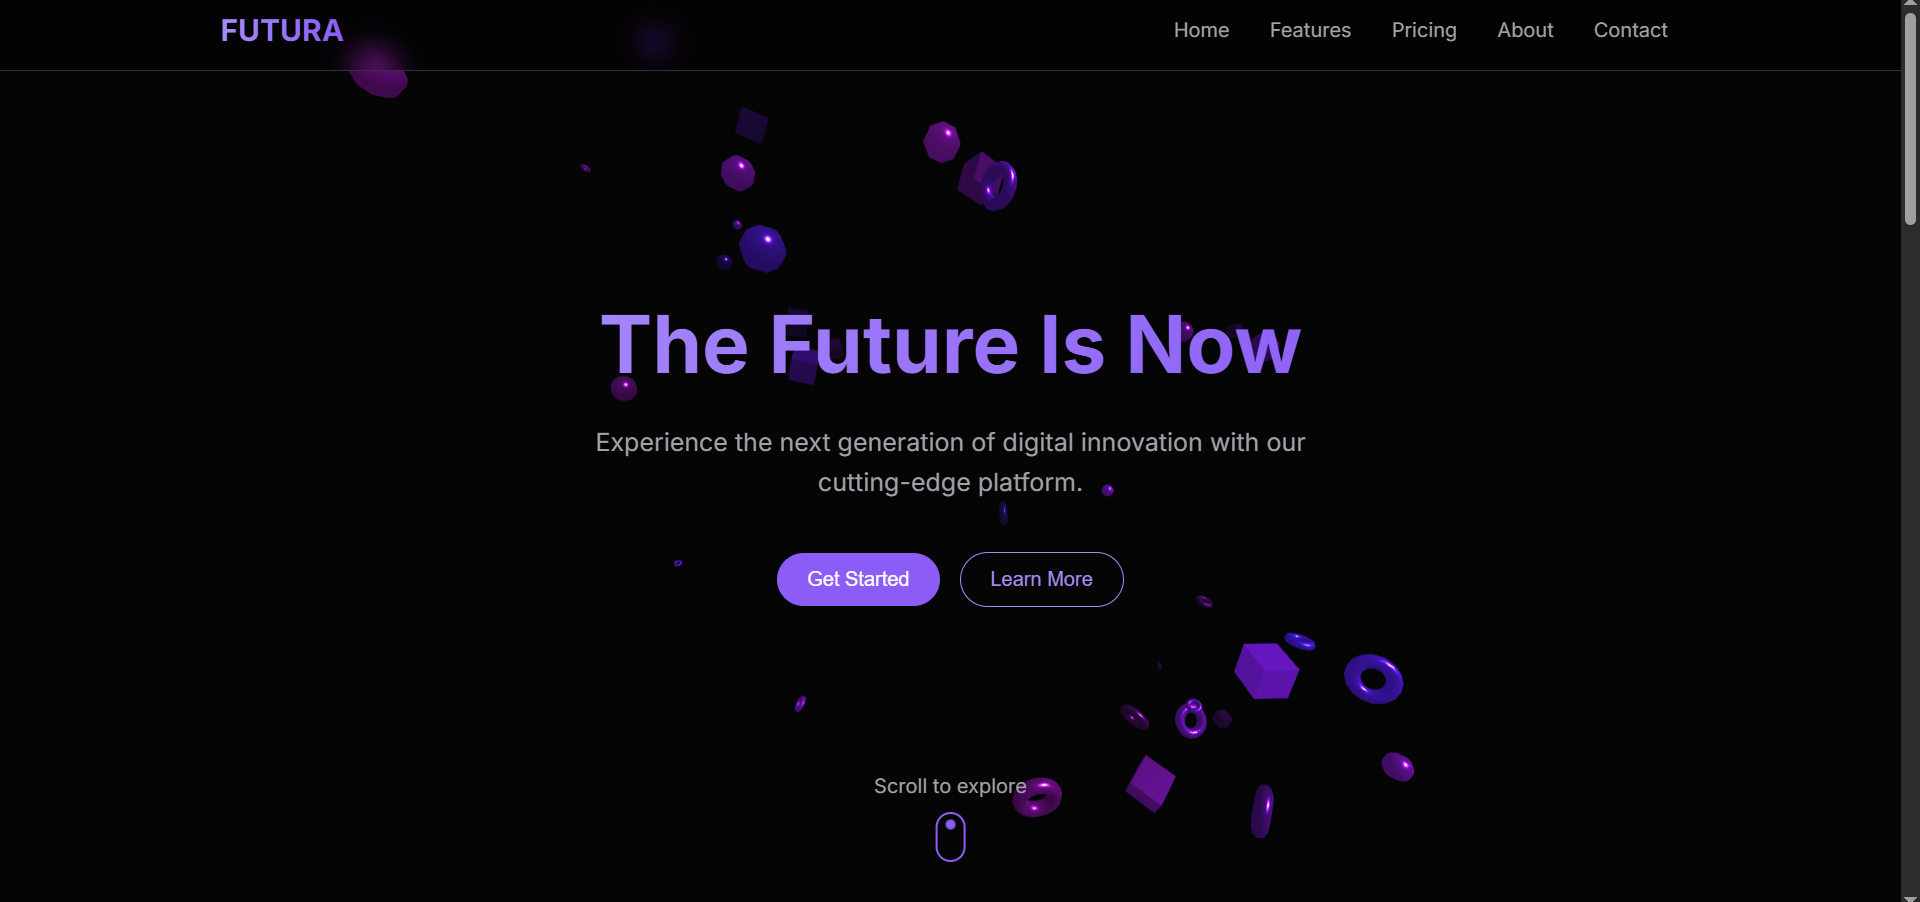 FUTURA
Home
Features
Pricing
About
Contact
The Future Is Now
Experience the next generation of digital innovation with our
cutting-edge platform.
Get Started
Learn More
Scroll to explore